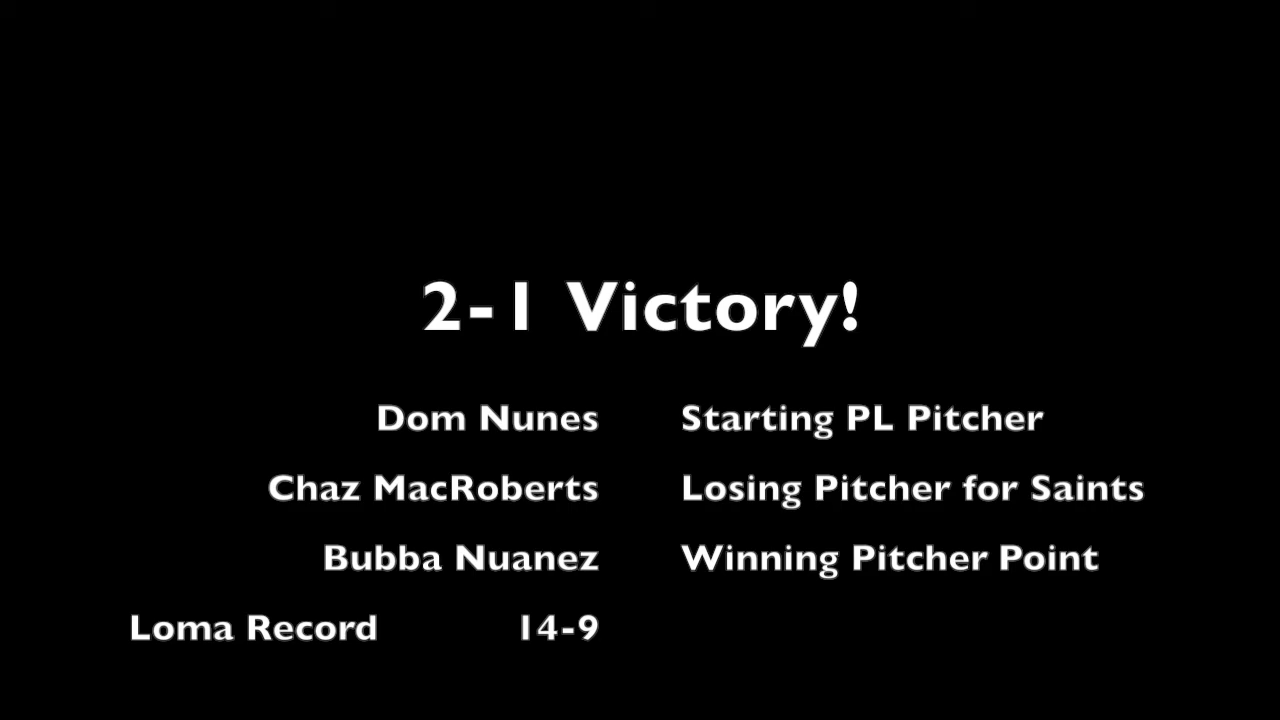 2-1 Victory!
Dom Nunes Starting PL Pitcher
Chaz MacRoberts Losing Pitcher for Saints
Bubba Nuanez Winning Pitcher Point
Loma Record 14-9